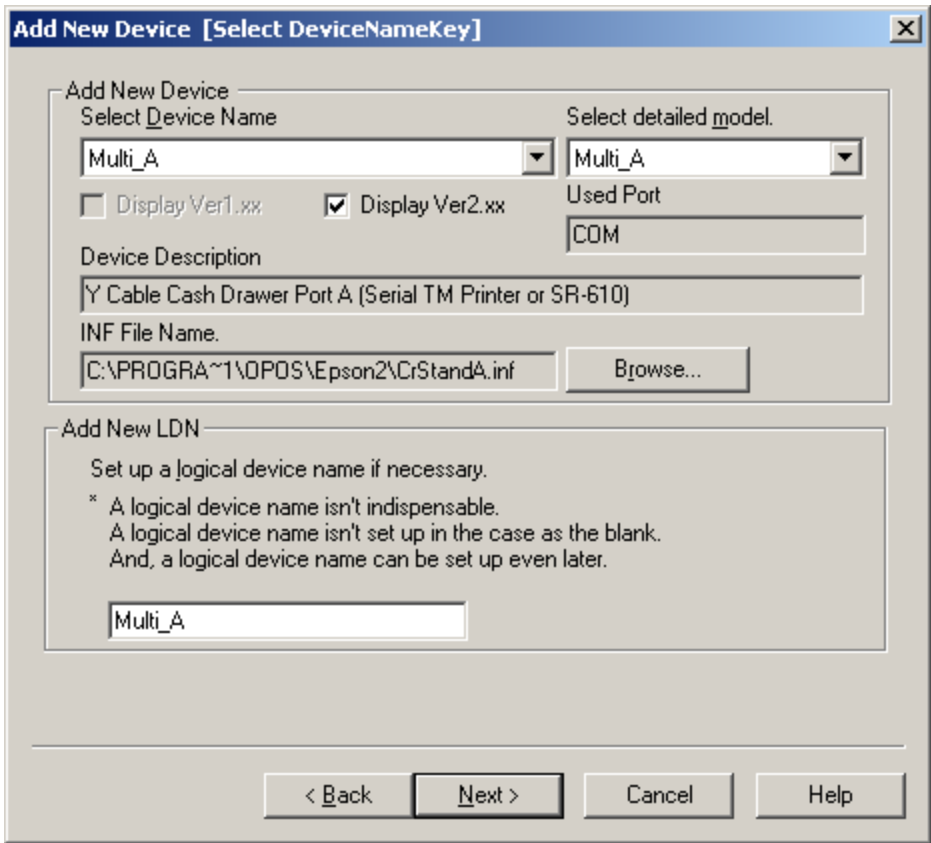 Add New Device [Select DeviceNameKey]
Add New Device
Select Device Name
Select detailed model.
Multi_A
Multi_A
Display Ver1.xx
Display Ver2.xx
Used Port
COM
Device Description
Y Cable Cash Drawer Port A (Serial TM Printer or SR-610)
INF File Name.
C:\PROGRA~1\OPOS\Epson2\CrStandA.inf
Browse...
Add New LDN
Set up a logical device name if necessary.
* A logical device name isn't indispensable.
A logical device name isn't set up in the case as the blank.
And, a logical device name can be set up even later.
Multi_A
< Back
Next >
Cancel
Help